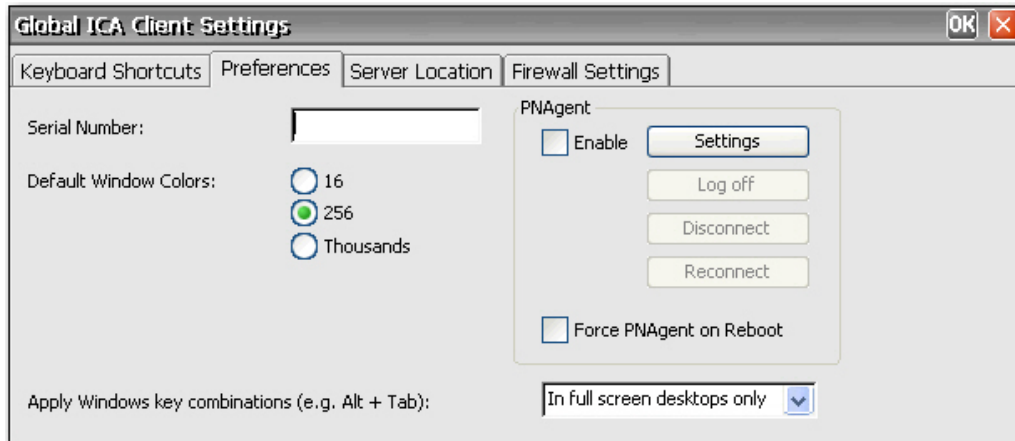 Global ICA Client Settings OK
Keyboard Shortcuts Preferences Server Location Firewall Settings
Serial Number:
Default Window Colors:
16
256
Thousands
PNAgent
Enable Settings
Log off
Disconnect
Reconnect
Force PNAgent on Reboot
Apply Windows key combinations (e.g. Alt + Tab): In full screen desktops only